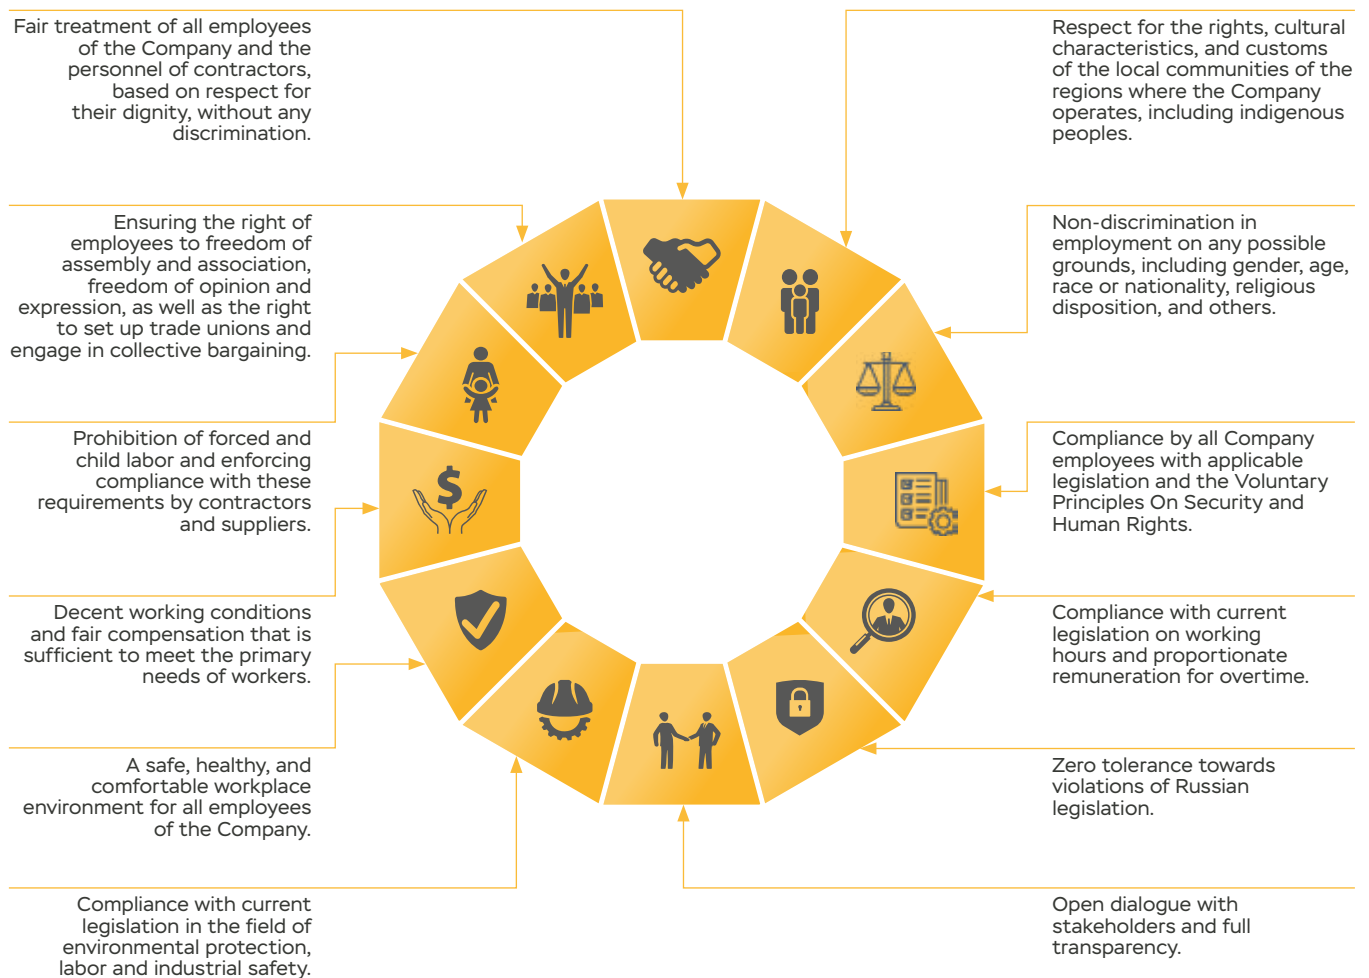 Fair treatment of all employees
of the Company and the
personnel of contractors,
based on respect for
their dignity, without any
discrimination.
Ensuring the right of
employees to freedom of
assembly and association,
freedom of opinion and
expression, as well as the right
to set up trade unions and
engage in collective bargaining.
Prohibition of forced and
child labor and enforcing
compliance with these
requirements by contractors
and suppliers.
Decent working conditions
and fair compensation that is
sufficient to meet the primary
needs of workers.
A safe, healthy, and
comfortable workplace
environment for all employees
of the Company.
Compliance with current
legislation in the field of
environmental protection,
labor and industrial safety.
$
Respect for the rights, cultural
characteristics, and customs
of the local communities of the
regions where the Company
operates, including indigenous
peoples.
Non-discrimination in
employment on any possible
grounds, including gender, age,
race or nationality, religious
disposition, and others.
Compliance by all Company
employees with applicable
legislation and the Voluntary
Principles On Security and
Human Rights.
Compliance with current
legislation on working
hours and proportionate
remuneration for overtime.
Zero tolerance towards
violations of Russian
legislation.
Open dialogue with
stakeholders and full
transparency.